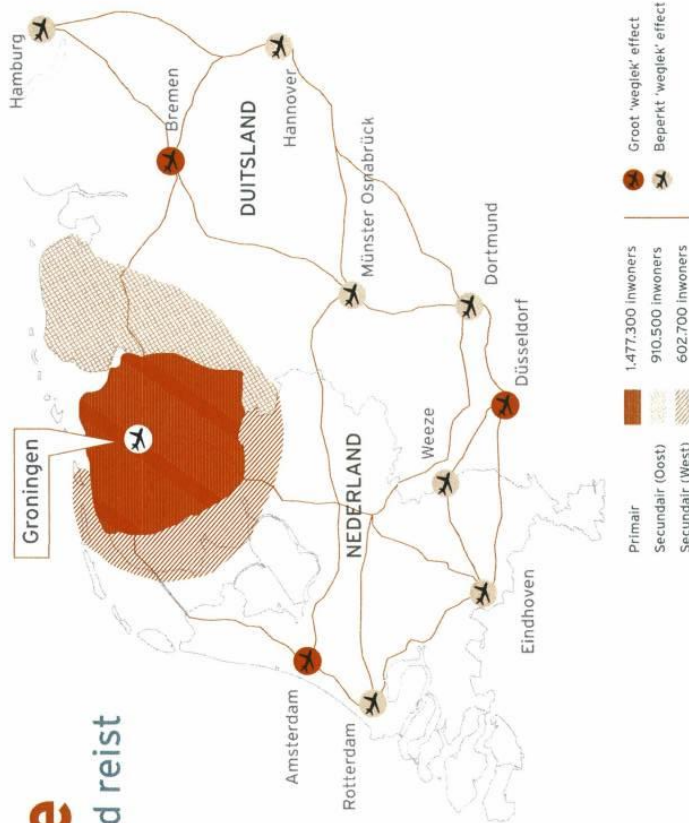 e
d reist
Groningen
Hamburg
Bremen
Hannover
DUITSLAND
Münster Osnabrück
Dortmund
Düsseldorf
Weeze
NEDERLAND
Amsterdam
Rotterdam
Eindhoven
Primair 1.477.300 inwoners
Secundair (Oost) 910.500 inwoners
Secundair (West) 602.700 inwoners
Groot 'weglek' effect
Beperkt 'weglek' effect